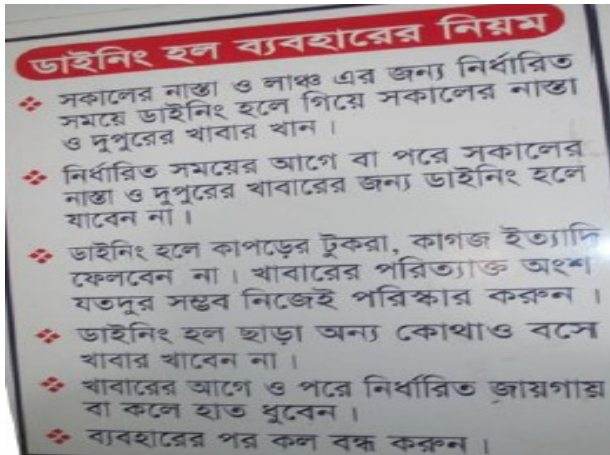 ডাইনিং হল ব্যবহারের নিয়ম
❖ সকালের নাস্তা ও লাঞ্চ এর জন্য নির্ধারিত
সময়ে ডাইনিং হলে গিয়ে সকালের নাস্তা
ও দুপুরের খাবার খান ।
❖ নির্ধারিত সময়ের আগে বা পরে সকালের
নাস্তা ও দুপুরের খাবারের জন্য ডাইনিং হলে
যাবেন না ।
❖ ডাইনিং হলে কাপড়ের টুকরা, কাগজ ইত্যাদি
ফেলবেন না । খাবারের পরিত্যাক্ত অংশ
যতদুর সম্ভব নিজেই পরিস্কার করুন ।
❖ ডাইনিং হল ছাড়া অন্য কোথাও বসে
খাবার খাবেন না ।
❖ খাবারের আগে ও পরে নির্ধারিত জায়গায়
বা কলে হাত ধুবেন ।
❖ ব্যবহারের পর কল বন্ধ করুন ।